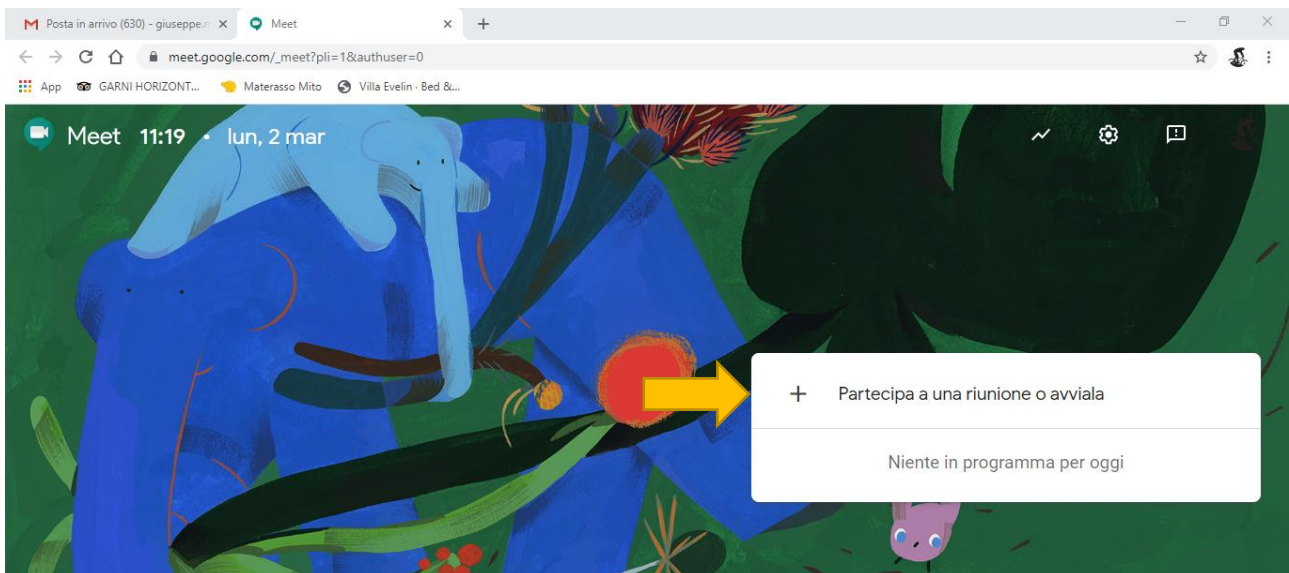 Posta in arrivo (630) - giuseppe.
Meet
meet.google.com/_meet?pli=1&authuser=0
App GARNI HORIZONT... Materasso Mito Villa Evelin - Bed &...
Meet 11:19 • lun, 2 mar
Partecipa a una riunione o avviala
Niente in programma per oggi